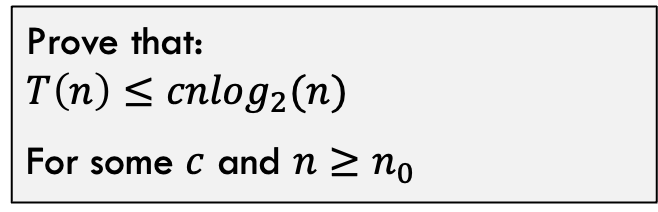 Prove that:
T(n) ≤ cnlog₂(n)
For some c and n ≥ n₀